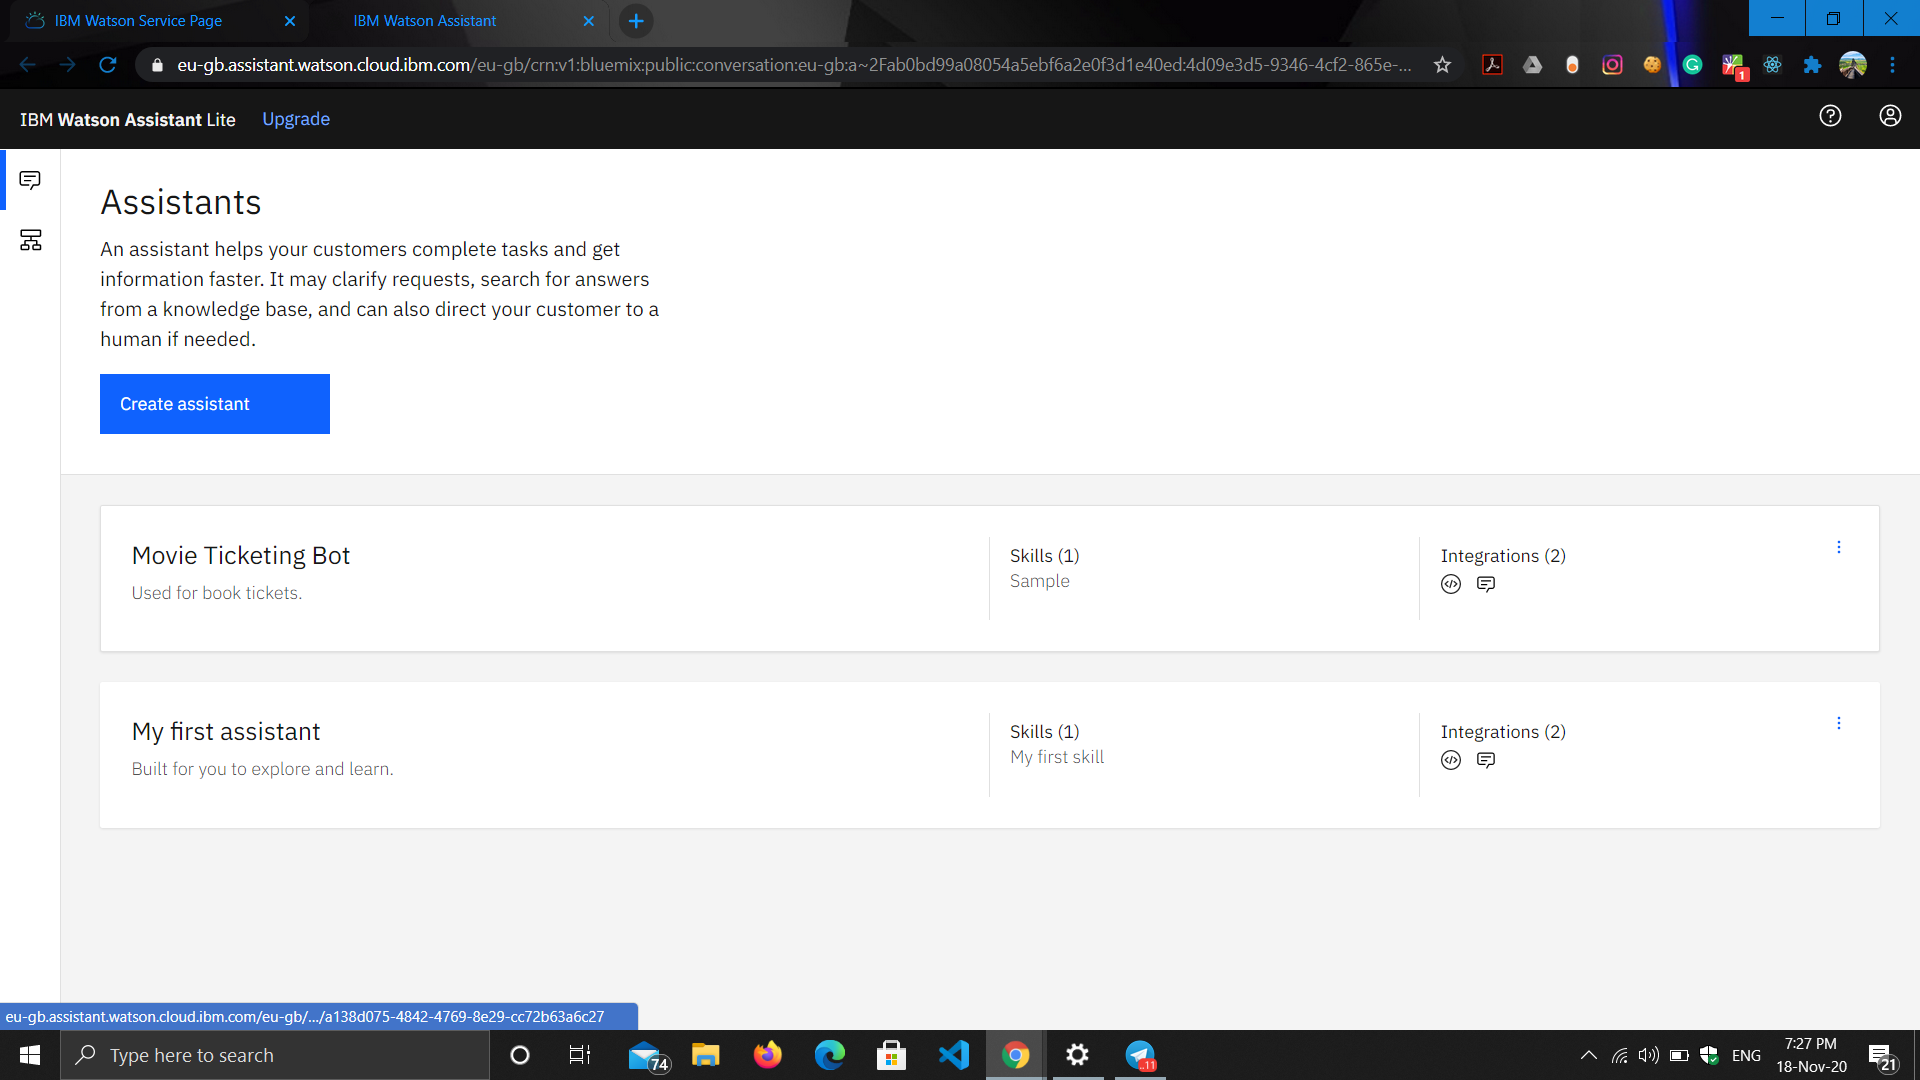 IBM Watson Service Page
IBM Watson Assistant
eu-gb.assistant.watson.cloud.ibm.com/eu-gb/crn:v1:bluemix:public:conversation:eu-gb:a~2Fab0bd99a08054a5ebf6a2e0f3d1e40ed:4d09e3d5-9346-4cf2-865e-...
1
IBM Watson Assistant Lite
Upgrade
Assistants
An assistant helps your customers complete tasks and get
information faster. It may clarify requests, search for answers
from a knowledge base, and can also direct your customer to a
human if needed.
Create assistant
Movie Ticketing Bot
Used for book tickets.
Skills (1)
Sample
Integrations (2)
My first assistant
Built for you to explore and learn.
Skills (1)
My first skill
Integrations (2)
eu-gb.assistant.watson.cloud.ibm.com/eu-gb/.../a138d075-4842-4769-8e29-cc72b63a6c27
Type here to search
74
..11
ENG
7:27 PM
18-Nov-20
21